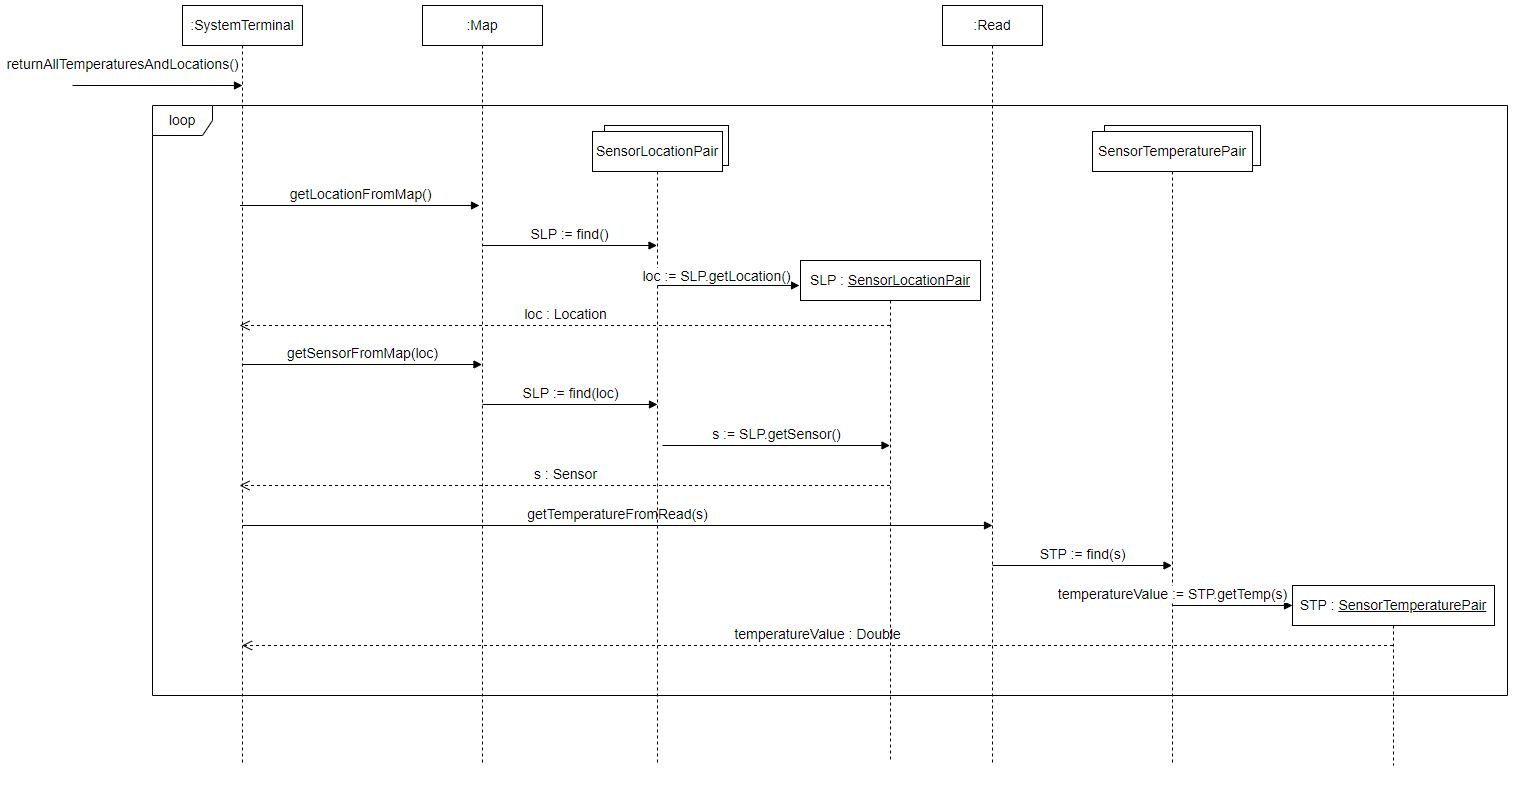 :SystemTerminal
:Map
:Read
returnAllTemperaturesAndLocations()
loop
SensorLocationPair
SensorTemperaturePair
getLocationFromMap()
SLP := find()
loc := SLP.getLocation()
SLP : SensorLocationPair
loc : Location
getSensorFromMap(loc)
SLP := find(loc)
s := SLP.getSensor()
s : Sensor
getTemperatureFromRead(s)
STP := find(s)
temperatureValue := STP.getTemp(s)
STP : SensorTemperaturePair
temperatureValue : Double